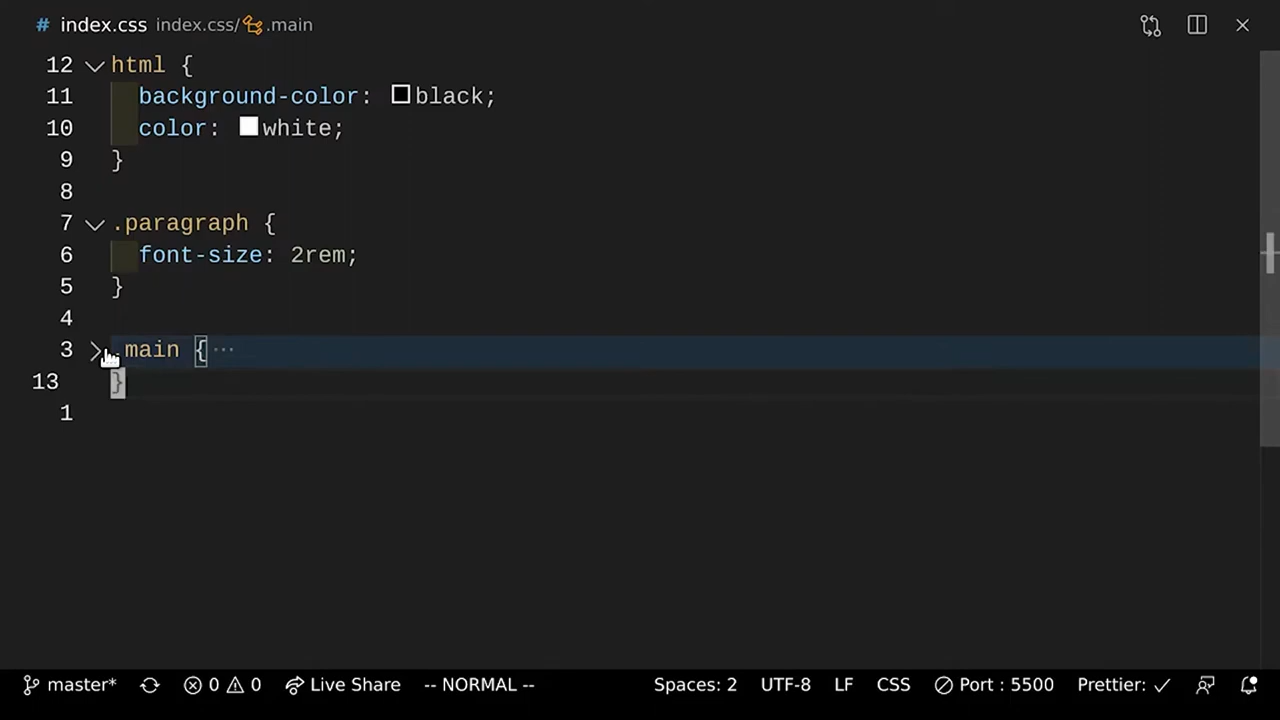 # index.css index.css/ .main
12 html {
11 background-color: black;
10 color: white;
9 }
8
7 .paragraph {
6 font-size: 2rem;
5 }
4
3 .main { ···
13 }
1
master* 0 0 Live Share -- NORMAL -- Spaces: 2 UTF-8 LF CSS Port : 5500 Prettier: ✓